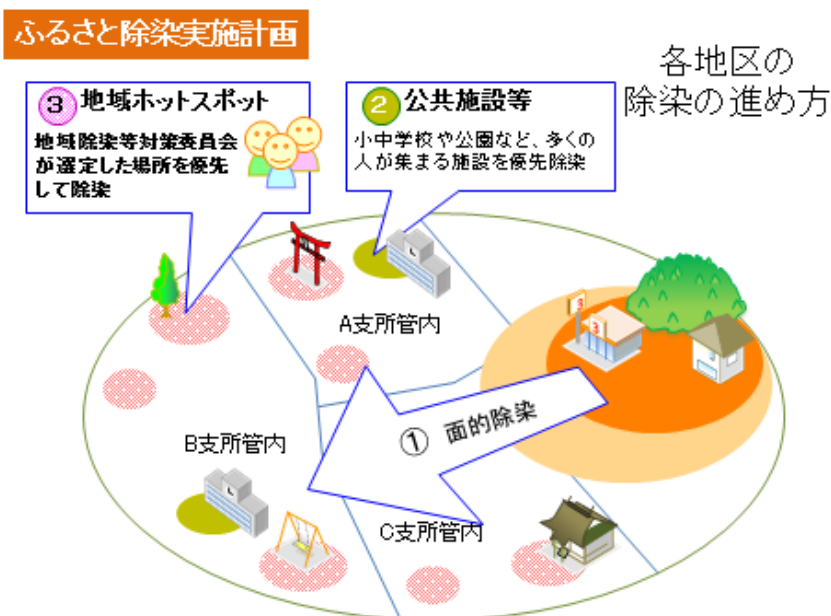 ふるさと除染実施計画
各地区の
除染の進め方
③ 地域ホットスポット
地域除染等対策委員会
が選定した場所を優先
して除染
② 公共施設等
小中学校や公園など、多くの
人が集まる施設を優先除染
A支所管内
3
3
① 面的除染
B支所管内
C支所管内